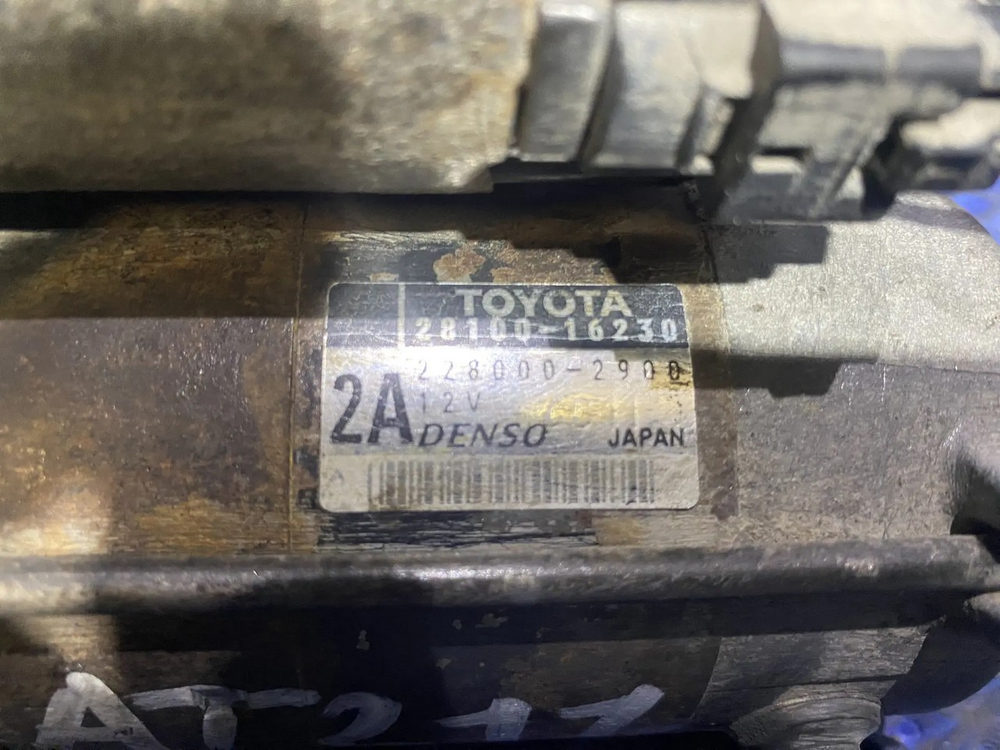 TOYOTA
28100-16230
228000-2900
2A
12V
DENSO JAPAN
AT211